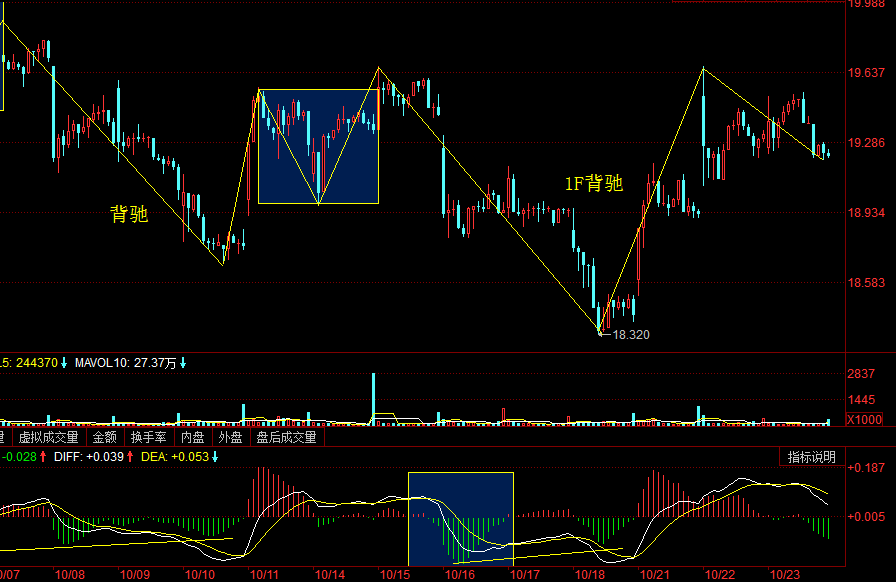 19.988
19.637
19.286
1F背驰
背驰
18.934
18.583
18.320
L5: 244370↓ MAVOL10: 27.37万↓
2837
1445
X1000
量 虚拟成交量 金额 换手率 内盘 外盘 盘后成交量
-0.028↑ DIFF: +0.039↑ DEA: +0.053↓ 指标说明
+0.187
+0.005
0/07 10/08 10/09 10/10 10/11 10/14 10/15 10/16 10/17 10/18 10/21 10/22 10/23